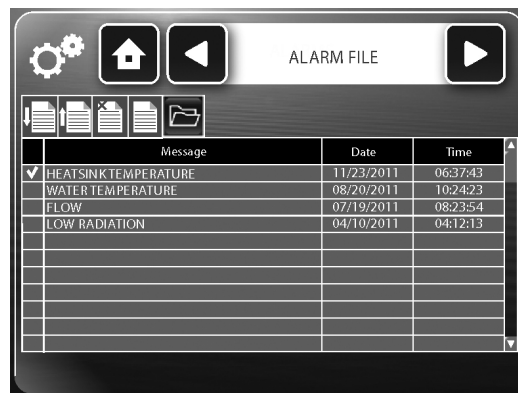 ALARM FILE
Message Date Time
HEATSINK TEMPERATURE 11/23/2011 06:37:43
WATER TEMPERATURE 08/20/2011 10:24:23
FLOW 07/19/2011 08:23:54
LOW RADIATION 04/10/2011 04:12:13